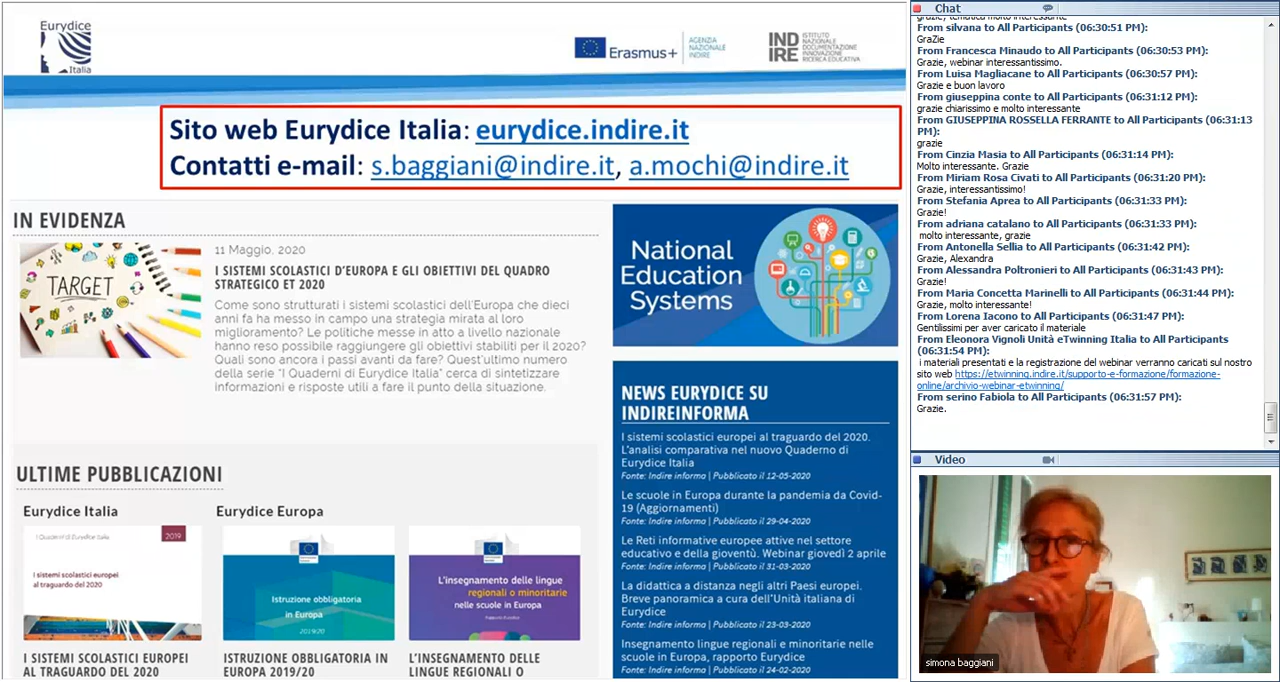 Eurydice
Italia
Erasmus+
AGENZIA
NAZIONALE
INDIRE
IND
IRE
ISTITUTO
NAZIONALE
DOCUMENTAZIONE
INNOVAZIONE
RICERCA EDUCATIVA
Sito web Eurydice Italia: eurydice.indire.it
Contatti e-mail: s.baggiani@indire.it, a.mochi@indire.it
IN EVIDENZA
TARGET
11 Maggio. 2020
I SISTEMI SCOLASTICI D'EUROPA E GLI OBIETTIVI DEL QUADRO
STRATEGICO ET 2020
Come sono strutturati i sistemi scolastici dell'Europa che dieci
anni fa ha messo in campo una strategia mirata al loro
miglioramento? Le politiche messe in atto a livello nazionale
hanno reso possibile raggiungere gli obiettivi stabiliti per il 2020?
Quali sono ancora i passi avanti da fare? Quest'ultimo numero
della serie "I Quaderni di Eurydice Italia" cerca di sintetizzare
informazioni e risposte utili a fare il punto della situazione.
National
Education
Systems
NEWS EURYDICE SU
INDIREINFORMA
I sistemi scolastici europei al traguardo del 2020.
L'analisi comparativa nel nuovo Quaderno di
Eurydice Italia
Fonte: Indire informa | Pubblicato il 12-05-2020
Le scuole in Europa durante la pandemia da Covid-
19 (Aggiornamenti)
Fonte: Indire informa | Pubblicato il 29-04-2020
Le Reti informative europee attive nel settore
educativo e della gioventù. Webinar giovedì 2 aprile
Fonte: Indire informa | Pubblicato il 31-03-2020
La didattica a distanza negli altri Paesi europei.
Breve panoramica a cura dell'Unità italiana di
Eurydice
Fonte: Indire informa | Pubblicato il 23-03-2020
Insegnamento lingue regionali e minoritarie nelle
scuole in Europa, rapporto Eurydice
Fonte: Indire informa | Pubblicato il 24-02-2020
ULTIME PUBBLICAZIONI
Eurydice Italia
Eurydice Europa
I Quaderni di Eurydice Italia
2019
I sistemi scolastici europei
al traguardo del 2020
Istruzione obbligatoria
in Europa
2019/20
L'insegnamento delle lingue
regionali o minoritarie
nelle scuole in Europa
Rapporto Eurydice
I SISTEMI SCOLASTICI EUROPEI
AL TRAGUARDO DEL 2020
ISTRUZIONE OBBLIGATORIA IN
EUROPA 2019/20
L'INSEGNAMENTO DELLE
LINGUE REGIONALI O
Chat
grazie, tematica molto interessante
From silvana to All Participants (06:30:51 PM):
GraZie
From Francesca Minaudo to All Participants (06:30:53 PM):
Grazie, webinar interessantissimo.
From Luisa Magliacane to All Participants (06:30:57 PM):
Grazie e buon lavoro
From giuseppina conte to All Participants (06:31:12 PM):
grazie chiarissimo e molto interessante
From GIUSEPPINA ROSSELLA FERRANTE to All Participants (06:31:13
PM):
grazie
From Cinzia Masia to All Participants (06:31:14 PM):
Molto interessante. Grazie
From Miriam Rosa Civati to All Participants (06:31:20 PM):
Grazie, interessantissimo!
From Stefania Aprea to All Participants (06:31:33 PM):
Grazie!
From adriana catalano to All Participants (06:31:33 PM):
molto interessante, grazie
From Antonella Sellia to All Participants (06:31:42 PM):
Grazie, Alexandra
From Alessandra Poltronieri to All Participants (06:31:43 PM):
Grazie!
From Maria Concetta Marinelli to All Participants (06:31:44 PM):
Grazie, molto interessante!
From Lorena Iacono to All Participants (06:31:47 PM):
Gentilissimi per aver caricato il materiale
From Eleonora Vignoli Unità eTwinning Italia to All Participants
(06:31:54 PM):
i materiali presentati e la registrazione del webinar verranno caricati sul nostro
sito web https://etwinning.indire.it/supporto-e-formazione/formazione-
online/archivio-webinar-etwinning/
From serino Fabiola to All Participants (06:31:57 PM):
Grazie.
Video
simona baggiani